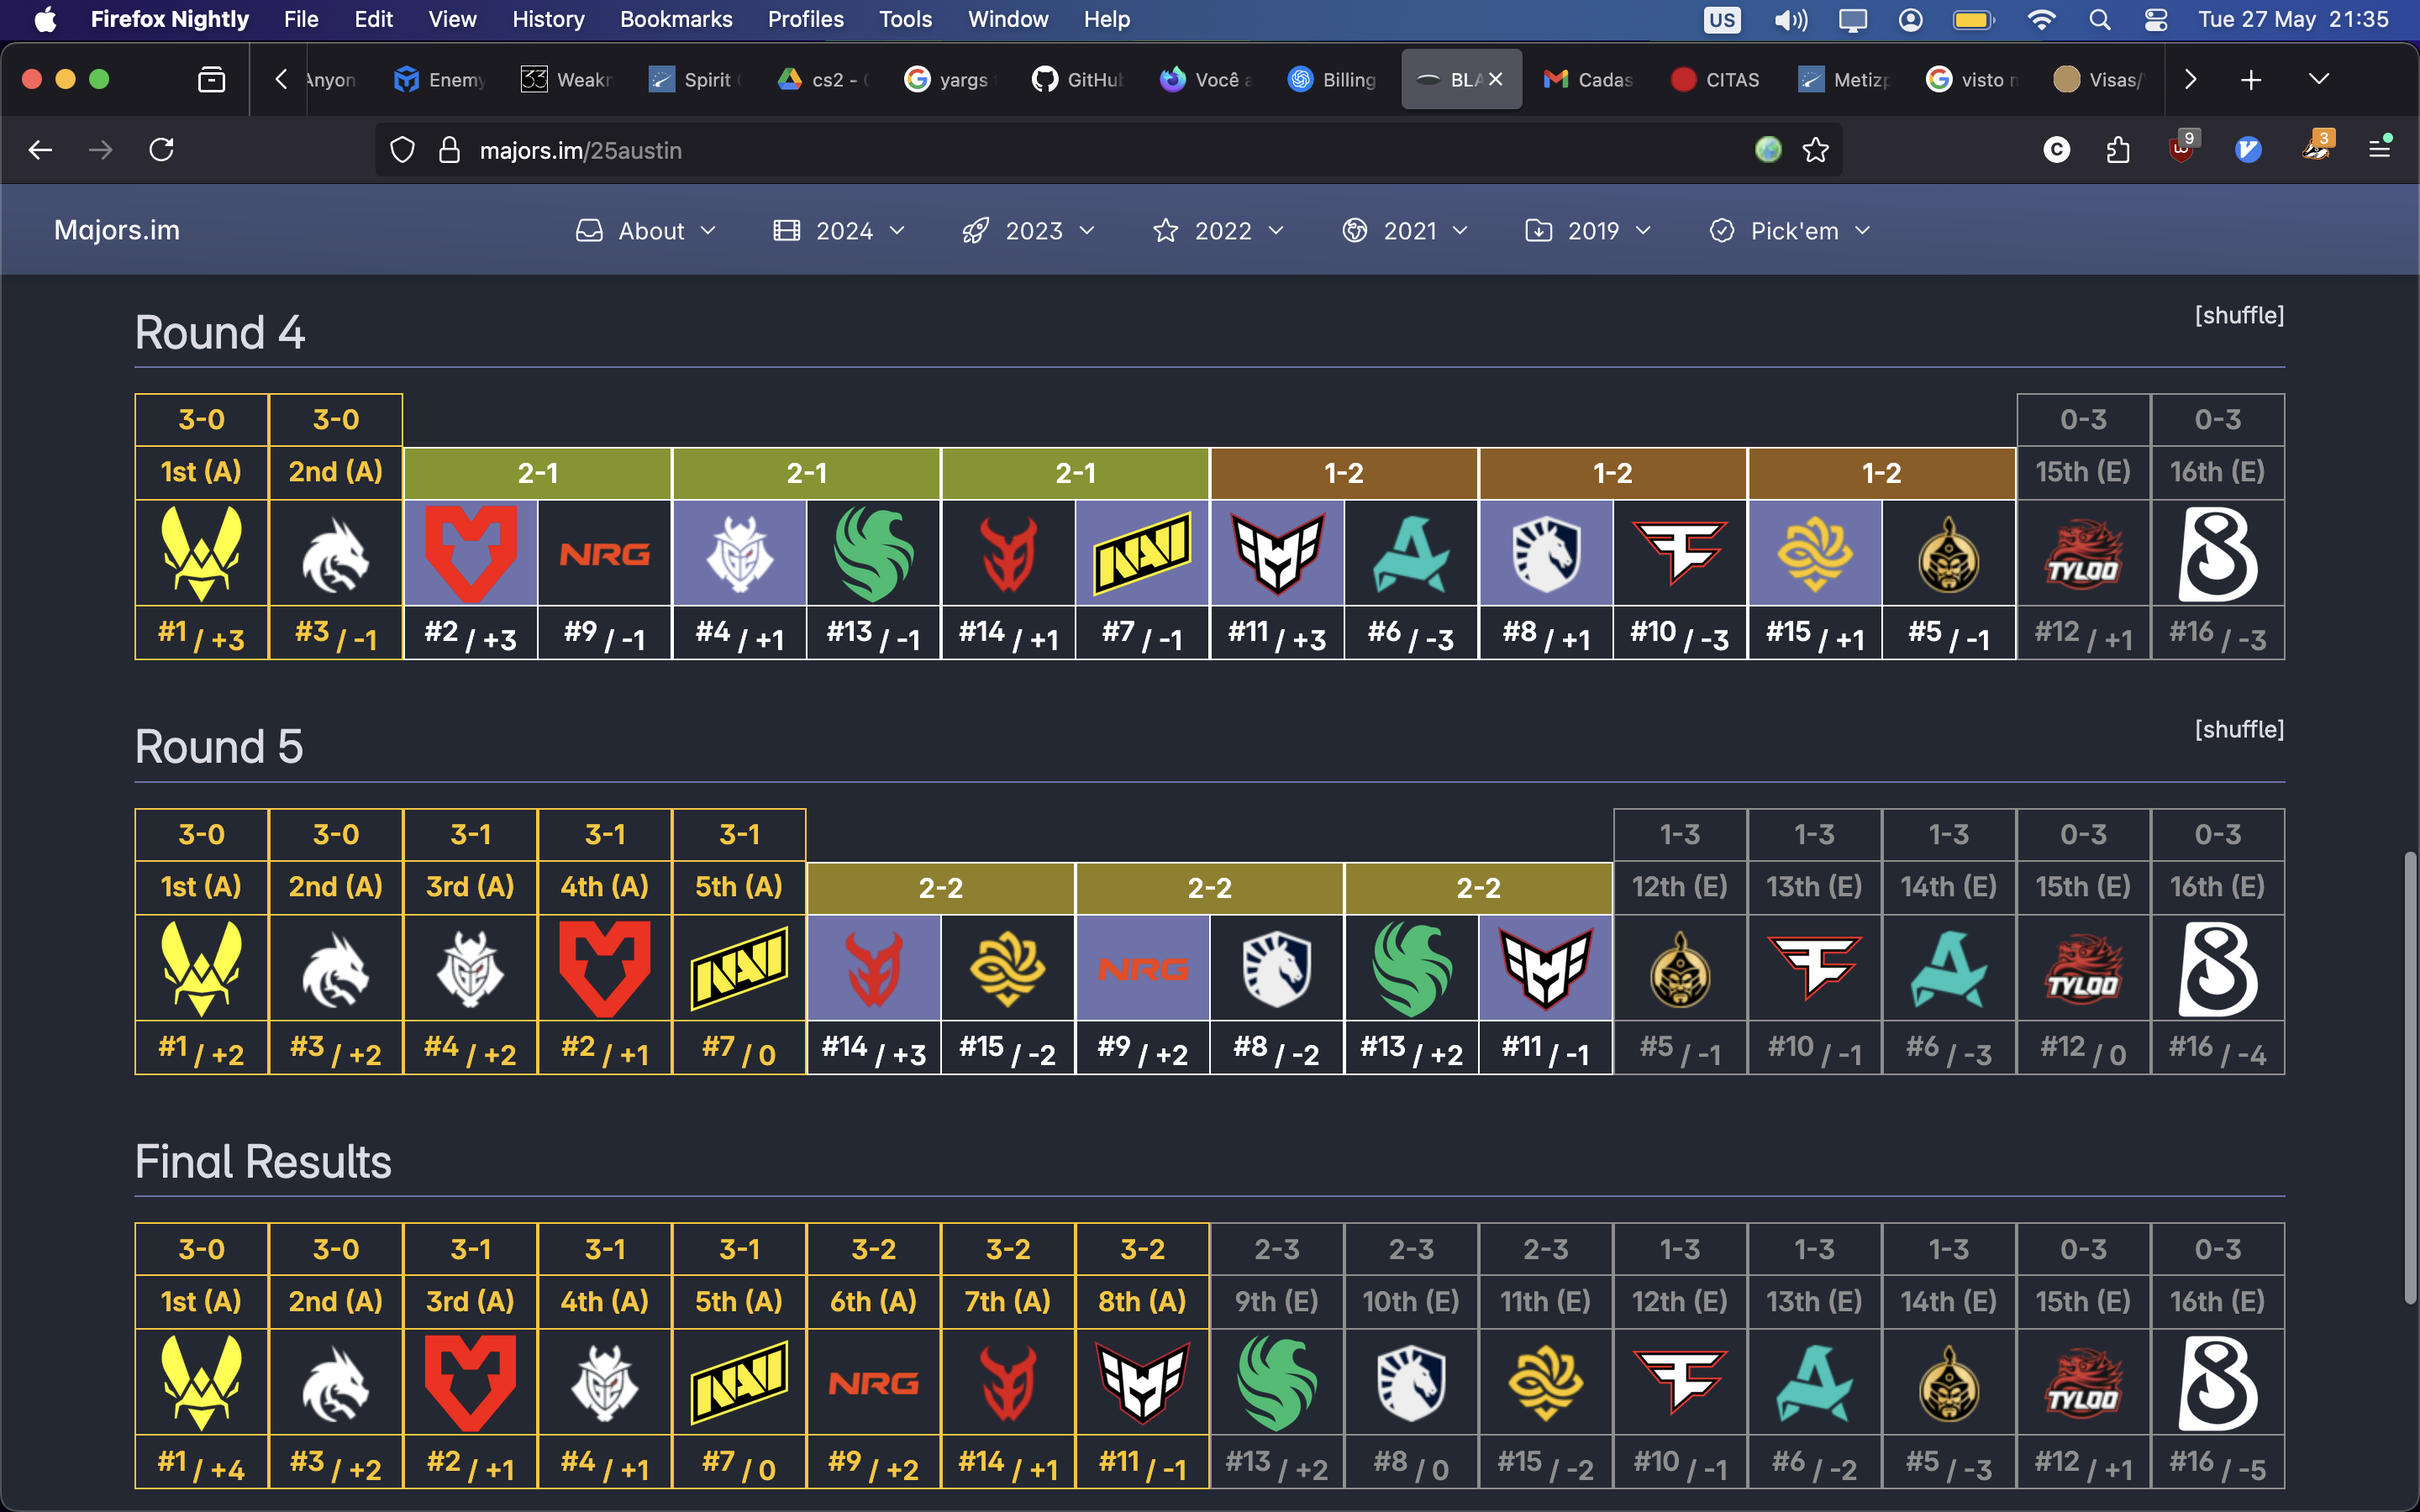 Firefox Nightly File Edit View History Bookmarks Profiles Tools Window Help US Tue 27 May 21:35
Anyon Enemy 33 Weakr Spirit cs2 - yargs GitHub Você a Billing BLA Cadas CITAS Metizp visto n Visas/
majors.im/25austin C 9 3
Majors.im About 2024 2023 2022 2021 2019 Pick'em
Round 4 [shuffle]
3-0 3-0 0-3 0-3
1st (A) 2nd (A) 2-1 2-1 2-1 1-2 1-2 1-2 15th (E) 16th (E)
NRG NAVI TYLOO
#1 / +3 #3 / -1 #2 / +3 #9 / -1 #4 / +1 #13 / -1 #14 / +1 #7 / -1 #11 / +3 #6 / -3 #8 / +1 #10 / -3 #15 / +1 #5 / -1 #12 / +1 #16 / -3
Round 5 [shuffle]
3-0 3-0 3-1 3-1 3-1 1-3 1-3 1-3 0-3 0-3
1st (A) 2nd (A) 3rd (A) 4th (A) 5th (A) 2-2 2-2 2-2 12th (E) 13th (E) 14th (E) 15th (E) 16th (E)
NAVI NRG TYLOO
#1 / +2 #3 / +2 #4 / +2 #2 / +1 #7 / 0 #14 / +3 #15 / -2 #9 / +2 #8 / -2 #13 / +2 #11 / -1 #5 / -1 #10 / -1 #6 / -3 #12 / 0 #16 / -4
Final Results
3-0 3-0 3-1 3-1 3-1 3-2 3-2 3-2 2-3 2-3 2-3 1-3 1-3 1-3 0-3 0-3
1st (A) 2nd (A) 3rd (A) 4th (A) 5th (A) 6th (A) 7th (A) 8th (A) 9th (E) 10th (E) 11th (E) 12th (E) 13th (E) 14th (E) 15th (E) 16th (E)
NAVI NRG TYLOO
#1 / +4 #3 / +2 #2 / +1 #4 / +1 #7 / 0 #9 / +2 #14 / +1 #11 / -1 #13 / +2 #8 / 0 #15 / -2 #10 / -1 #6 / -2 #5 / -3 #12 / +1 #16 / -5